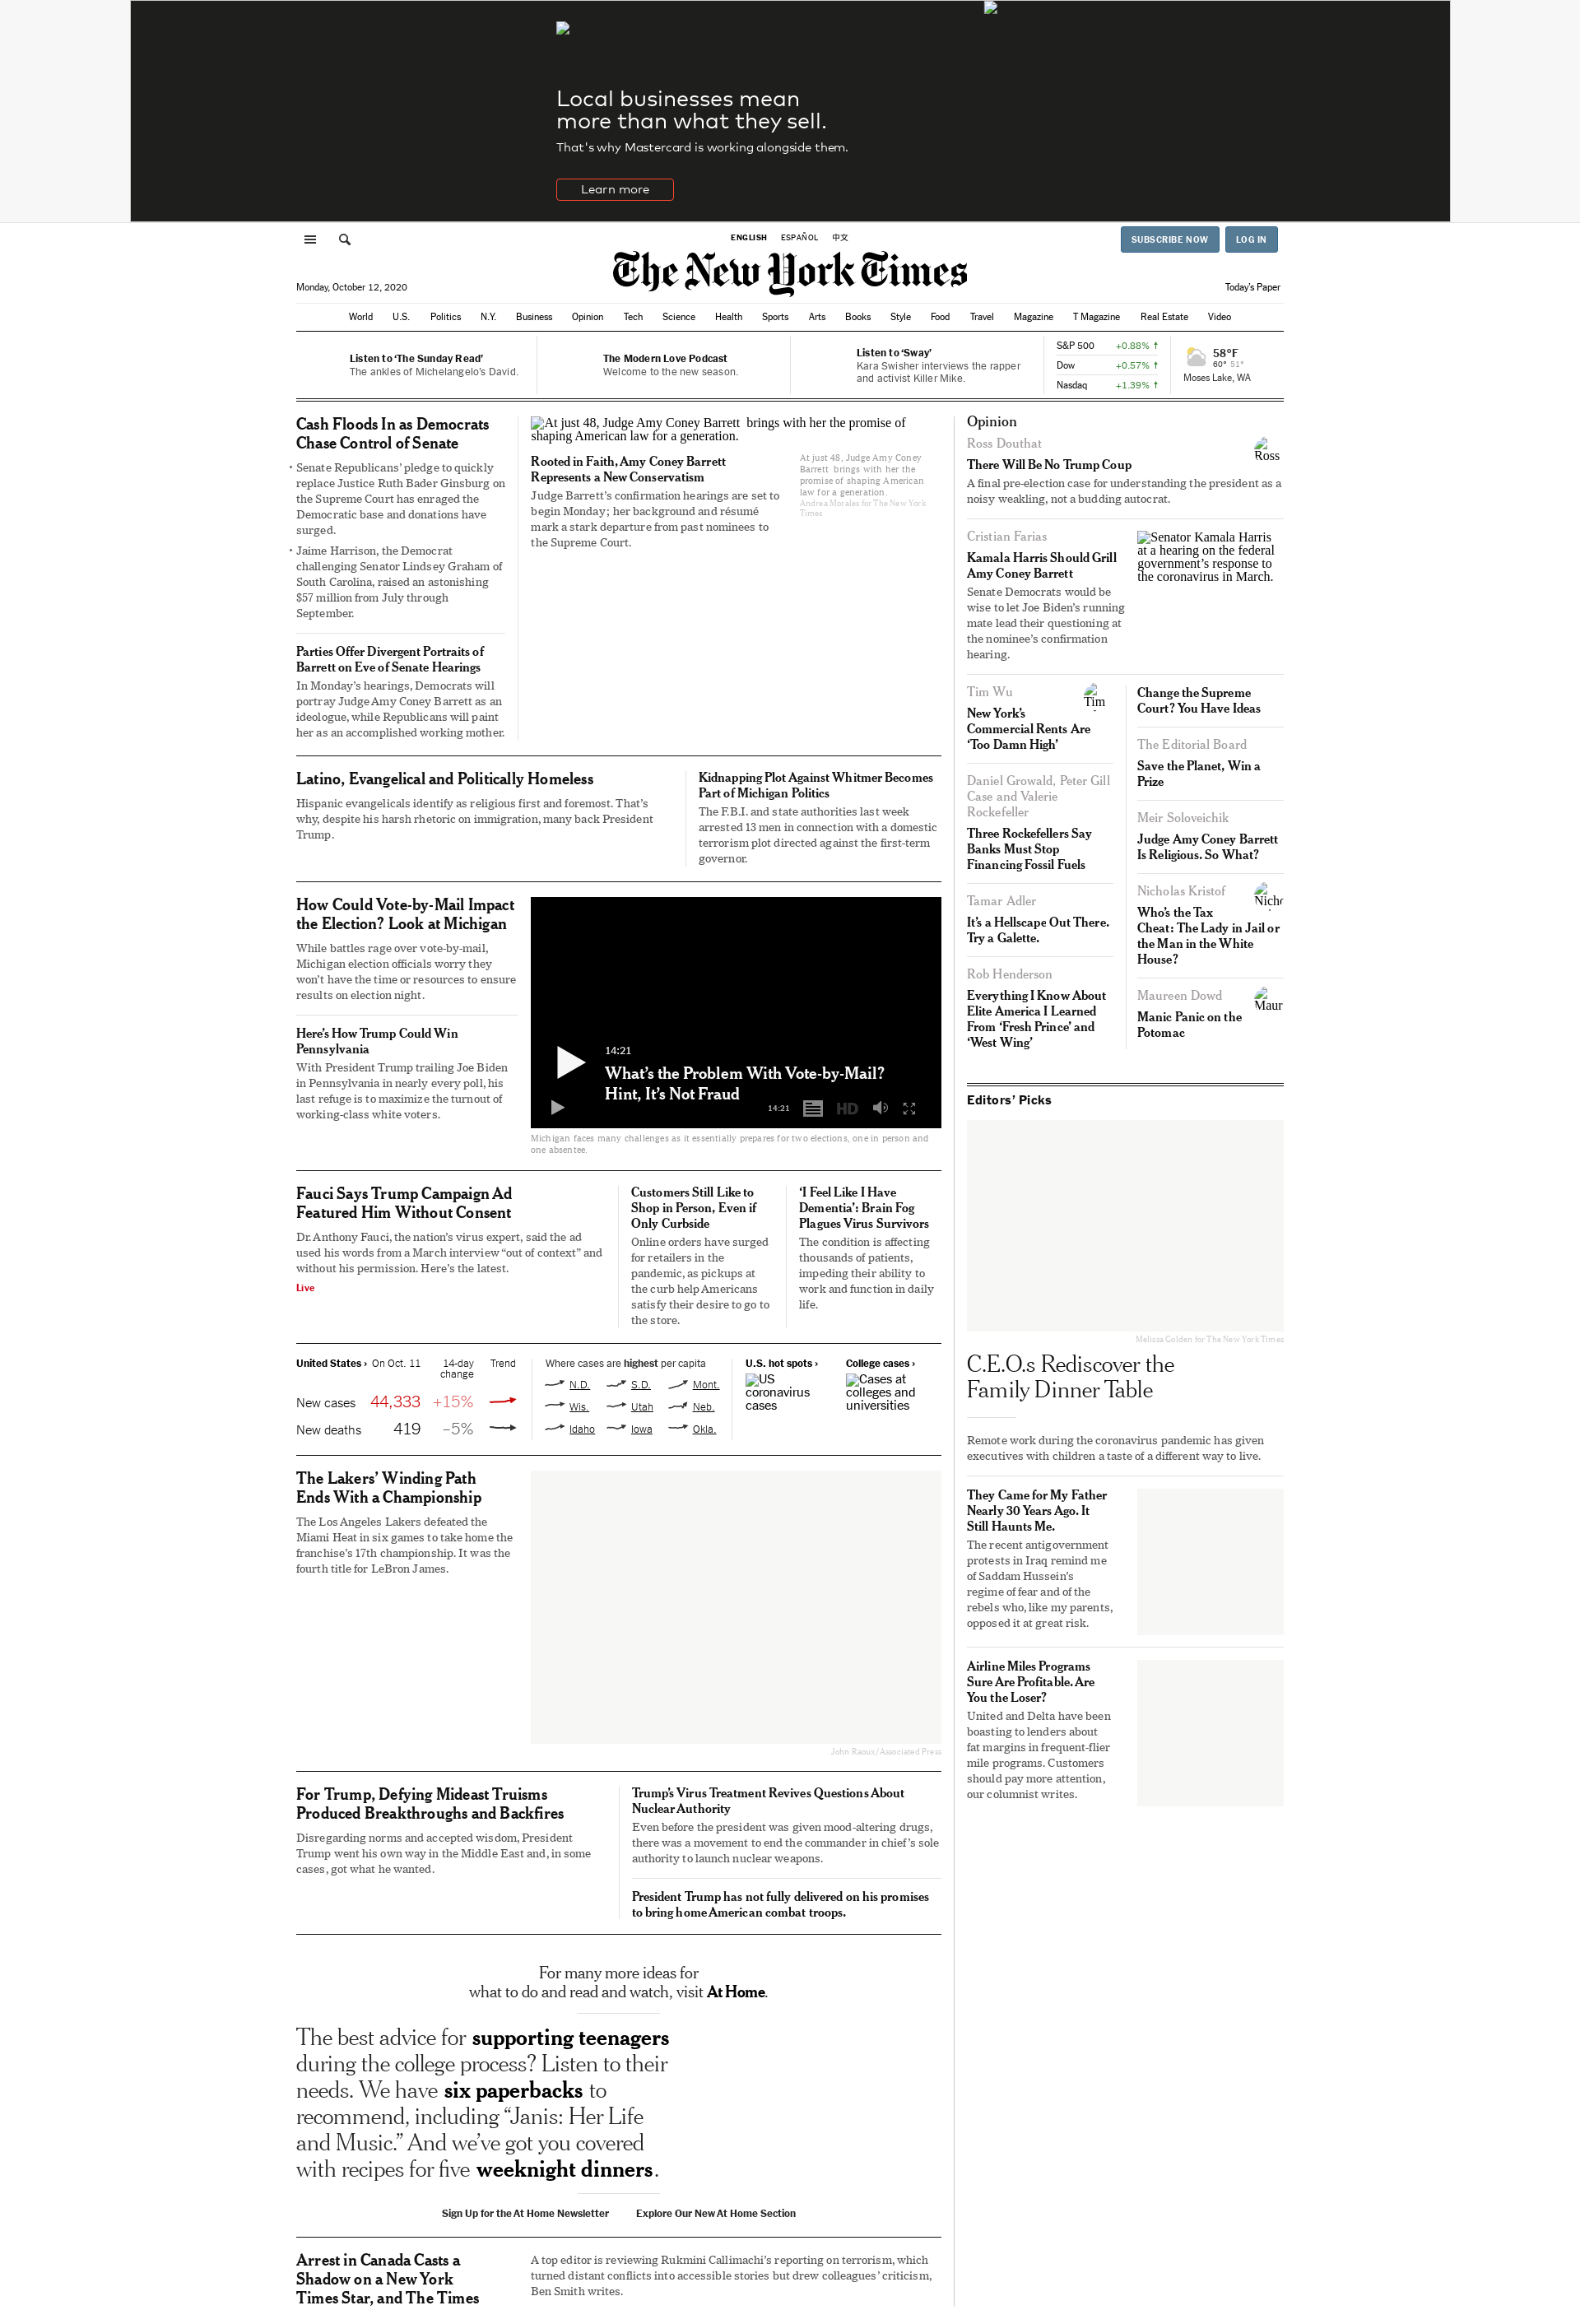 Local businesses mean
more than what they sell.
That's why Mastercard is working alongside them.
Learn more
ENGLISH ESPAÑOL 中文
SUBSCRIBE NOW LOG IN
The New York Times
Monday, October 12, 2020
Today's Paper
World U.S. Politics N.Y. Business Opinion Tech Science Health Sports Arts Books Style Food Travel Magazine T Magazine Real Estate Video
Listen to ‘The Sunday Read’
The ankles of Michelangelo’s David.
The Modern Love Podcast
Welcome to the new season.
Listen to ‘Sway’
Kara Swisher interviews the rapper
and activist Killer Mike.
S&P 500 +0.88% ↑
Dow +0.57% ↑
Nasdaq +1.39% ↑
58°F
60° 51°
Moses Lake, WA
Cash Floods In as Democrats
Chase Control of Senate
• Senate Republicans’ pledge to quickly
replace Justice Ruth Bader Ginsburg on
the Supreme Court has enraged the
Democratic base and donations have
surged.
• Jaime Harrison, the Democrat
challenging Senator Lindsey Graham of
South Carolina, raised an astonishing
$57 million from July through
September.
Parties Offer Divergent Portraits of
Barrett on Eve of Senate Hearings
In Monday’s hearings, Democrats will
portray Judge Amy Coney Barrett as an
ideologue, while Republicans will paint
her as an accomplished working mother.
At just 48, Judge Amy Coney Barrett brings with her the promise of
shaping American law for a generation.
Rooted in Faith, Amy Coney Barrett
Represents a New Conservatism
Judge Barrett’s confirmation hearings are set to
begin Monday; her background and résumé
mark a stark departure from past nominees to
the Supreme Court.
At just 48, Judge Amy Coney
Barrett brings with her the
promise of shaping American
law for a generation.
Andrea Morales for The New York
Times
Latino, Evangelical and Politically Homeless
Hispanic evangelicals identify as religious first and foremost. That’s
why, despite his harsh rhetoric on immigration, many back President
Trump.
Kidnapping Plot Against Whitmer Becomes
Part of Michigan Politics
The F.B.I. and state authorities last week
arrested 13 men in connection with a domestic
terrorism plot directed against the first-term
governor.
How Could Vote-by-Mail Impact
the Election? Look at Michigan
While battles rage over vote-by-mail,
Michigan election officials worry they
won’t have the time or resources to ensure
results on election night.
Here’s How Trump Could Win
Pennsylvania
With President Trump trailing Joe Biden
in Pennsylvania in nearly every poll, his
last refuge is to maximize the turnout of
working-class white voters.
14:21
What’s the Problem With Vote-by-Mail?
Hint, It’s Not Fraud
14:21 HD
Michigan faces many challenges as it essentially prepares for two elections, one in person and
one absentee.
Fauci Says Trump Campaign Ad
Featured Him Without Consent
Dr. Anthony Fauci, the nation’s virus expert, said the ad
used his words from a March interview “out of context” and
without his permission. Here’s the latest.
Live
Customers Still Like to
Shop in Person, Even if
Only Curbside
Online orders have surged
for retailers in the
pandemic, as pickups at
the curb help Americans
satisfy their desire to go to
the store.
‘I Feel Like I Have
Dementia’: Brain Fog
Plagues Virus Survivors
The condition is affecting
thousands of patients,
impeding their ability to
work and function in daily
life.
United States › On Oct. 11 14-day
change Trend
New cases 44,333 +15%
New deaths 419 –5%
Where cases are highest per capita
N.D. S.D. Mont.
Wis. Utah Neb.
Idaho Iowa Okla.
U.S. hot spots ›
US
coronavirus
cases
College cases ›
Cases at
colleges and
universities
The Lakers’ Winding Path
Ends With a Championship
The Los Angeles Lakers defeated the
Miami Heat in six games to take home the
franchise’s 17th championship. It was the
fourth title for LeBron James.
John Raoux/Associated Press
For Trump, Defying Mideast Truisms
Produced Breakthroughs and Backfires
Disregarding norms and accepted wisdom, President
Trump went his own way in the Middle East and, in some
cases, got what he wanted.
Trump’s Virus Treatment Revives Questions About
Nuclear Authority
Even before the president was given mood-altering drugs,
there was a movement to end the commander in chief’s sole
authority to launch nuclear weapons.
President Trump has not fully delivered on his promises
to bring home American combat troops.
For many more ideas for
what to do and read and watch, visit At Home.
The best advice for supporting teenagers
during the college process? Listen to their
needs. We have six paperbacks to
recommend, including “Janis: Her Life
and Music.” And we’ve got you covered
with recipes for five weeknight dinners.
Sign Up for the At Home Newsletter Explore Our New At Home Section
Arrest in Canada Casts a
Shadow on a New York
Times Star, and The Times
A top editor is reviewing Rukmini Callimachi’s reporting on terrorism, which
turned distant conflicts into accessible stories but drew colleagues’ criticism,
Ben Smith writes.
Opinion
Ross Douthat
Ross
There Will Be No Trump Coup
A final pre-election case for understanding the president as a
noisy weakling, not a budding autocrat.
Cristian Farias
Kamala Harris Should Grill
Amy Coney Barrett
Senate Democrats would be
wise to let Joe Biden’s running
mate lead their questioning at
the nominee’s confirmation
hearing.
Senator Kamala Harris
at a hearing on the federal
government’s response to
the coronavirus in March.
Tim Wu
Tim
New York’s
Commercial Rents Are
‘Too Damn High’
Daniel Growald, Peter Gill
Case and Valerie
Rockefeller
Three Rockefellers Say
Banks Must Stop
Financing Fossil Fuels
Tamar Adler
It’s a Hellscape Out There.
Try a Galette.
Rob Henderson
Everything I Know About
Elite America I Learned
From ‘Fresh Prince’ and
‘West Wing’
Change the Supreme
Court? You Have Ideas
The Editorial Board
Save the Planet, Win a
Prize
Meir Soloveichik
Judge Amy Coney Barrett
Is Religious. So What?
Nicholas Kristof
Who’s the Tax
Cheat: The Lady in Jail or
the Man in the White
House?
Maureen Dowd
Manic Panic on the
Potomac
Editors’ Picks
Melissa Golden for The New York Times
C.E.O.s Rediscover the
Family Dinner Table
Remote work during the coronavirus pandemic has given
executives with children a taste of a different way to live.
They Came for My Father
Nearly 30 Years Ago. It
Still Haunts Me.
The recent antigovernment
protests in Iraq remind me
of Saddam Hussein’s
regime of fear and of the
rebels who, like my parents,
opposed it at great risk.
Airline Miles Programs
Sure Are Profitable. Are
You the Loser?
United and Delta have been
boasting to lenders about
fat margins in frequent-flier
mile programs. Customers
should pay more attention,
our columnist writes.